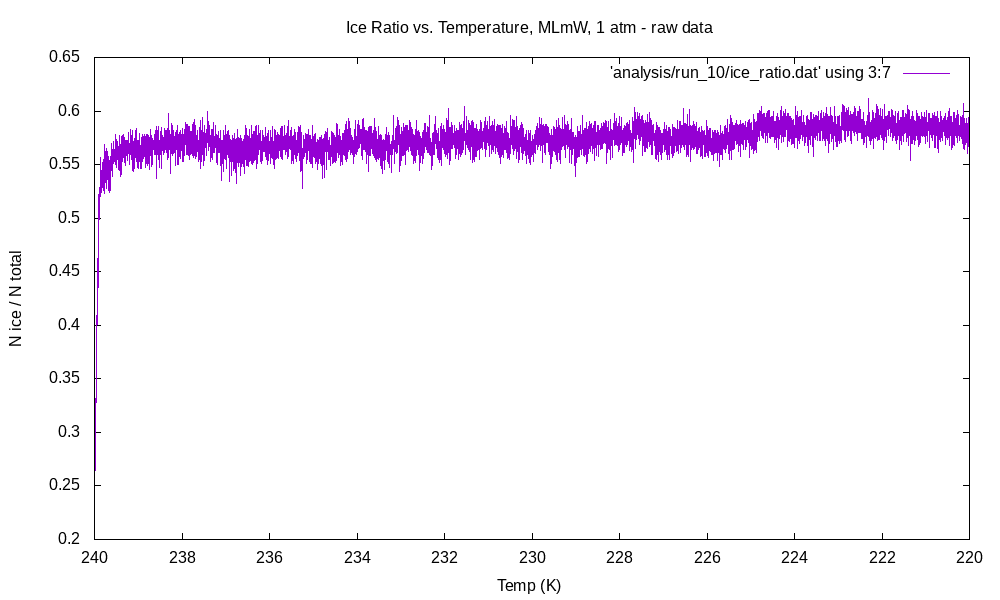 Ice Ratio vs. Temperature, MLmW, 1 atm - raw data
'analysis/run_10/ice_ratio.dat' using 3:7
N ice / N total
0.65
0.6
0.55
0.5
0.45
0.4
0.35
0.3
0.25
0.2
240 238 236 234 232 230 228 226 224 222 220
Temp (K)